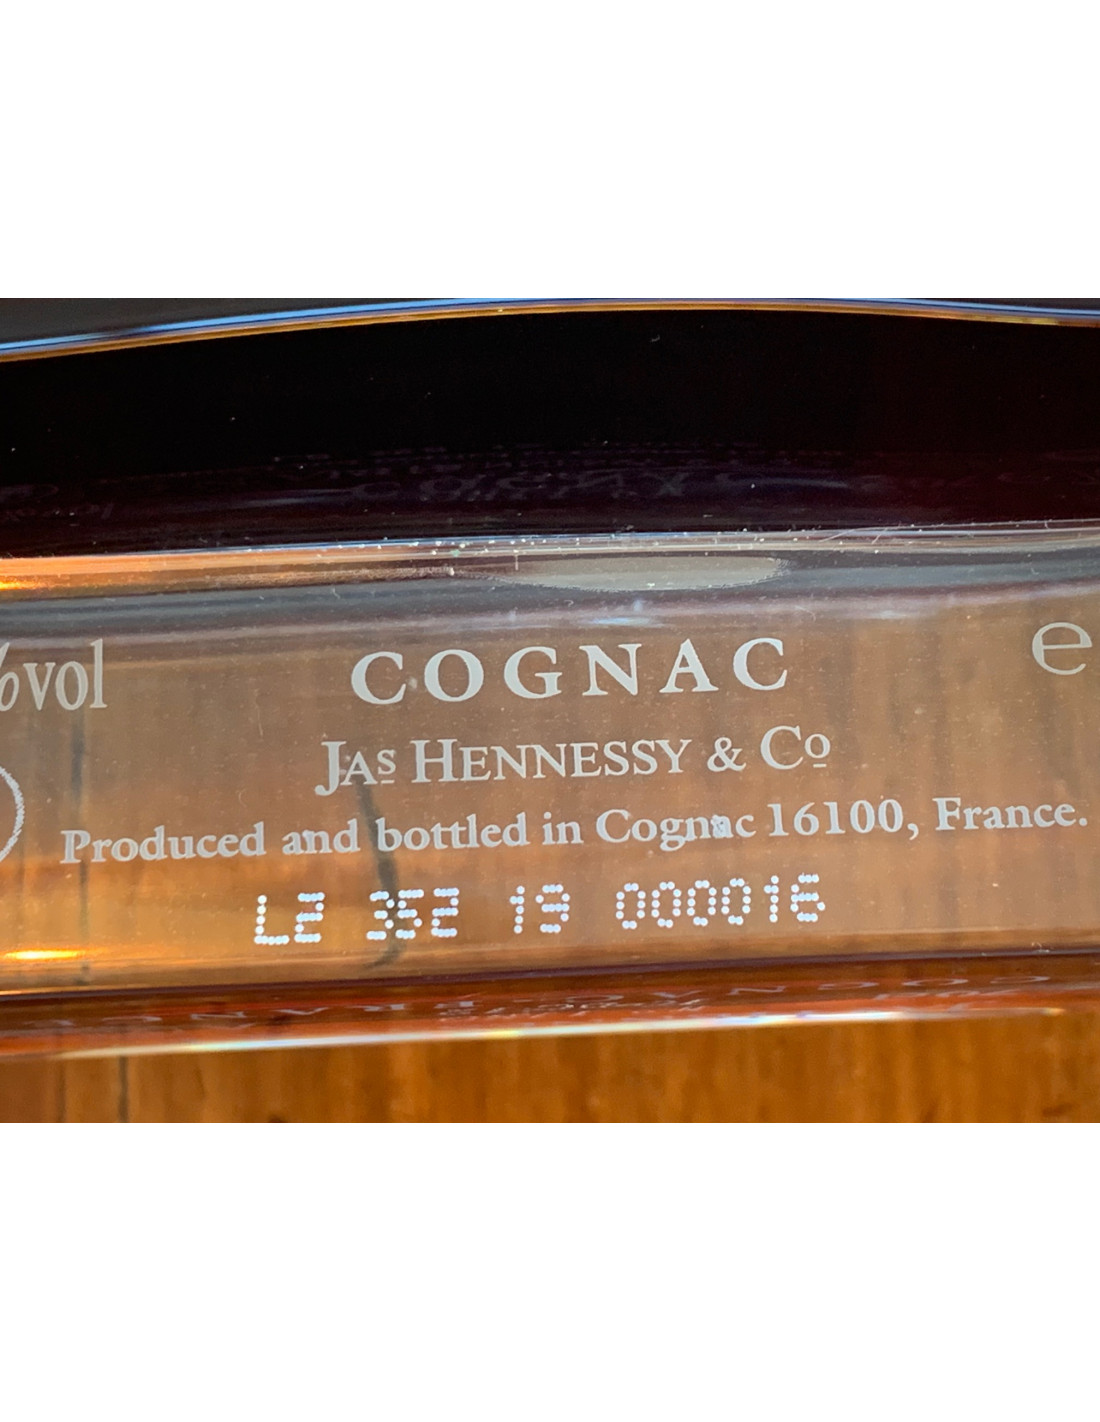 %vol
COGNAC
e
JAS HENNESSY & Co
Produced and bottled in Cognac 16100, France.
L2 352 19 000016